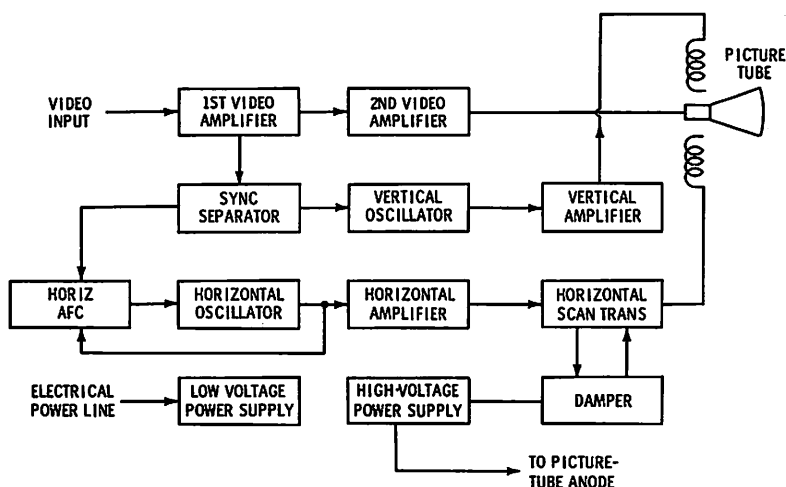 PICTURE
TUBE
VIDEO
INPUT
1ST VIDEO
AMPLIFIER
2ND VIDEO
AMPLIFIER
SYNC
SEPARATOR
VERTICAL
OSCILLATOR
VERTICAL
AMPLIFIER
HORIZ
AFC
HORIZONTAL
OSCILLATOR
HORIZONTAL
AMPLIFIER
HORIZONTAL
SCAN TRANS
ELECTRICAL
POWER LINE
LOW VOLTAGE
POWER SUPPLY
HIGH-VOLTAGE
POWER SUPPLY
DAMPER
TO PICTURE-
TUBE ANODE